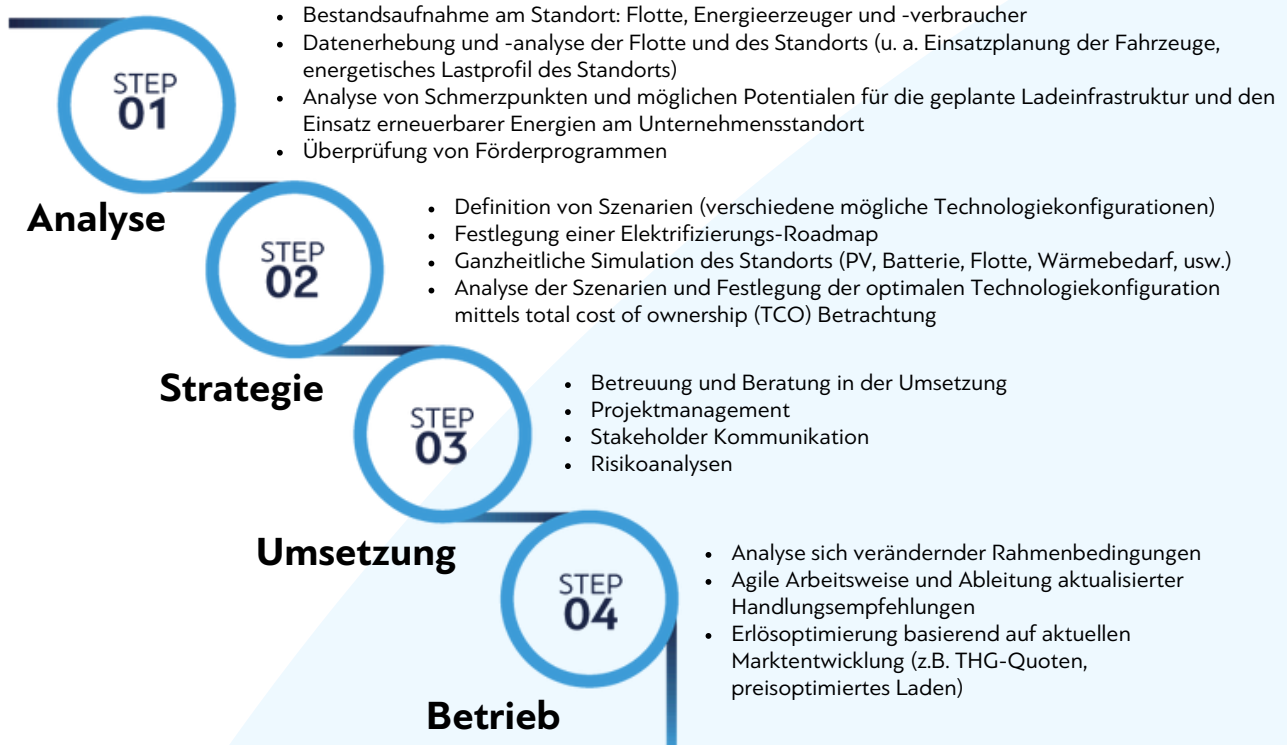 • Bestandsaufnahme am Standort: Flotte, Energieerzeuger und -verbraucher
• Datenerhebung und -analyse der Flotte und des Standorts (u. a. Einsatzplanung der Fahrzeuge,
energetisches Lastprofil des Standorts)
• Analyse von Schmerzpunkten und möglichen Potentialen für die geplante Ladeinfrastruktur und den
Einsatz erneuerbarer Energien am Unternehmensstandort
• Überprüfung von Förderprogrammen
STEP
01
Analyse
• Definition von Szenarien (verschiedene mögliche Technologiekonfigurationen)
• Festlegung einer Elektrifizierungs-Roadmap
• Ganzheitliche Simulation des Standorts (PV, Batterie, Flotte, Wärmebedarf, usw.)
• Analyse der Szenarien und Festlegung der optimalen Technologiekonfiguration
mittels total cost of ownership (TCO) Betrachtung
STEP
02
Strategie
• Betreuung und Beratung in der Umsetzung
• Projektmanagement
• Stakeholder Kommunikation
• Risikoanalysen
STEP
03
Umsetzung
• Analyse sich verändernder Rahmenbedingungen
• Agile Arbeitsweise und Ableitung aktualisierter
Handlungsempfehlungen
• Erlösoptimierung basierend auf aktuellen
Marktentwicklung (z.B. THG-Quoten,
preisoptimiertes Laden)
STEP
04
Betrieb